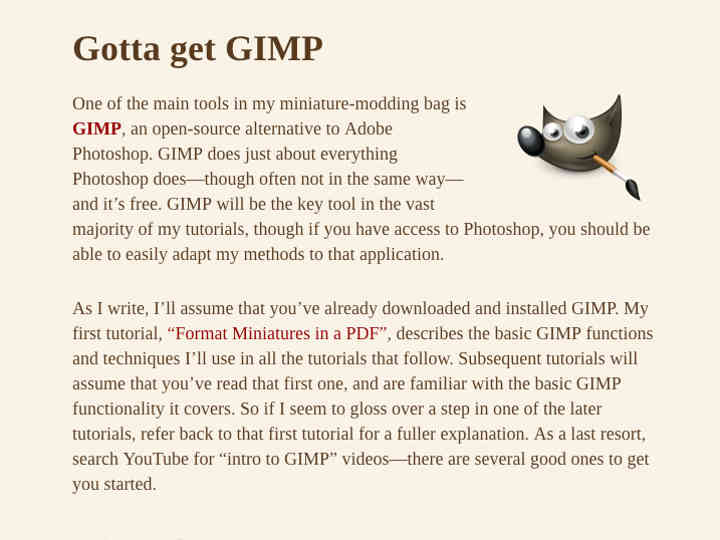 Gotta get GIMP
One of the main tools in my miniature-modding bag is
GIMP, an open-source alternative to Adobe
Photoshop. GIMP does just about everything
Photoshop does—though often not in the same way—
and it’s free. GIMP will be the key tool in the vast
majority of my tutorials, though if you have access to Photoshop, you should be
able to easily adapt my methods to that application.
As I write, I’ll assume that you’ve already downloaded and installed GIMP. My
first tutorial, “Format Miniatures in a PDF”, describes the basic GIMP functions
and techniques I’ll use in all the tutorials that follow. Subsequent tutorials will
assume that you’ve read that first one, and are familiar with the basic GIMP
functionality it covers. So if I seem to gloss over a step in one of the later
tutorials, refer back to that first tutorial for a fuller explanation. As a last resort,
search YouTube for “intro to GIMP” videos—there are several good ones to get
you started.